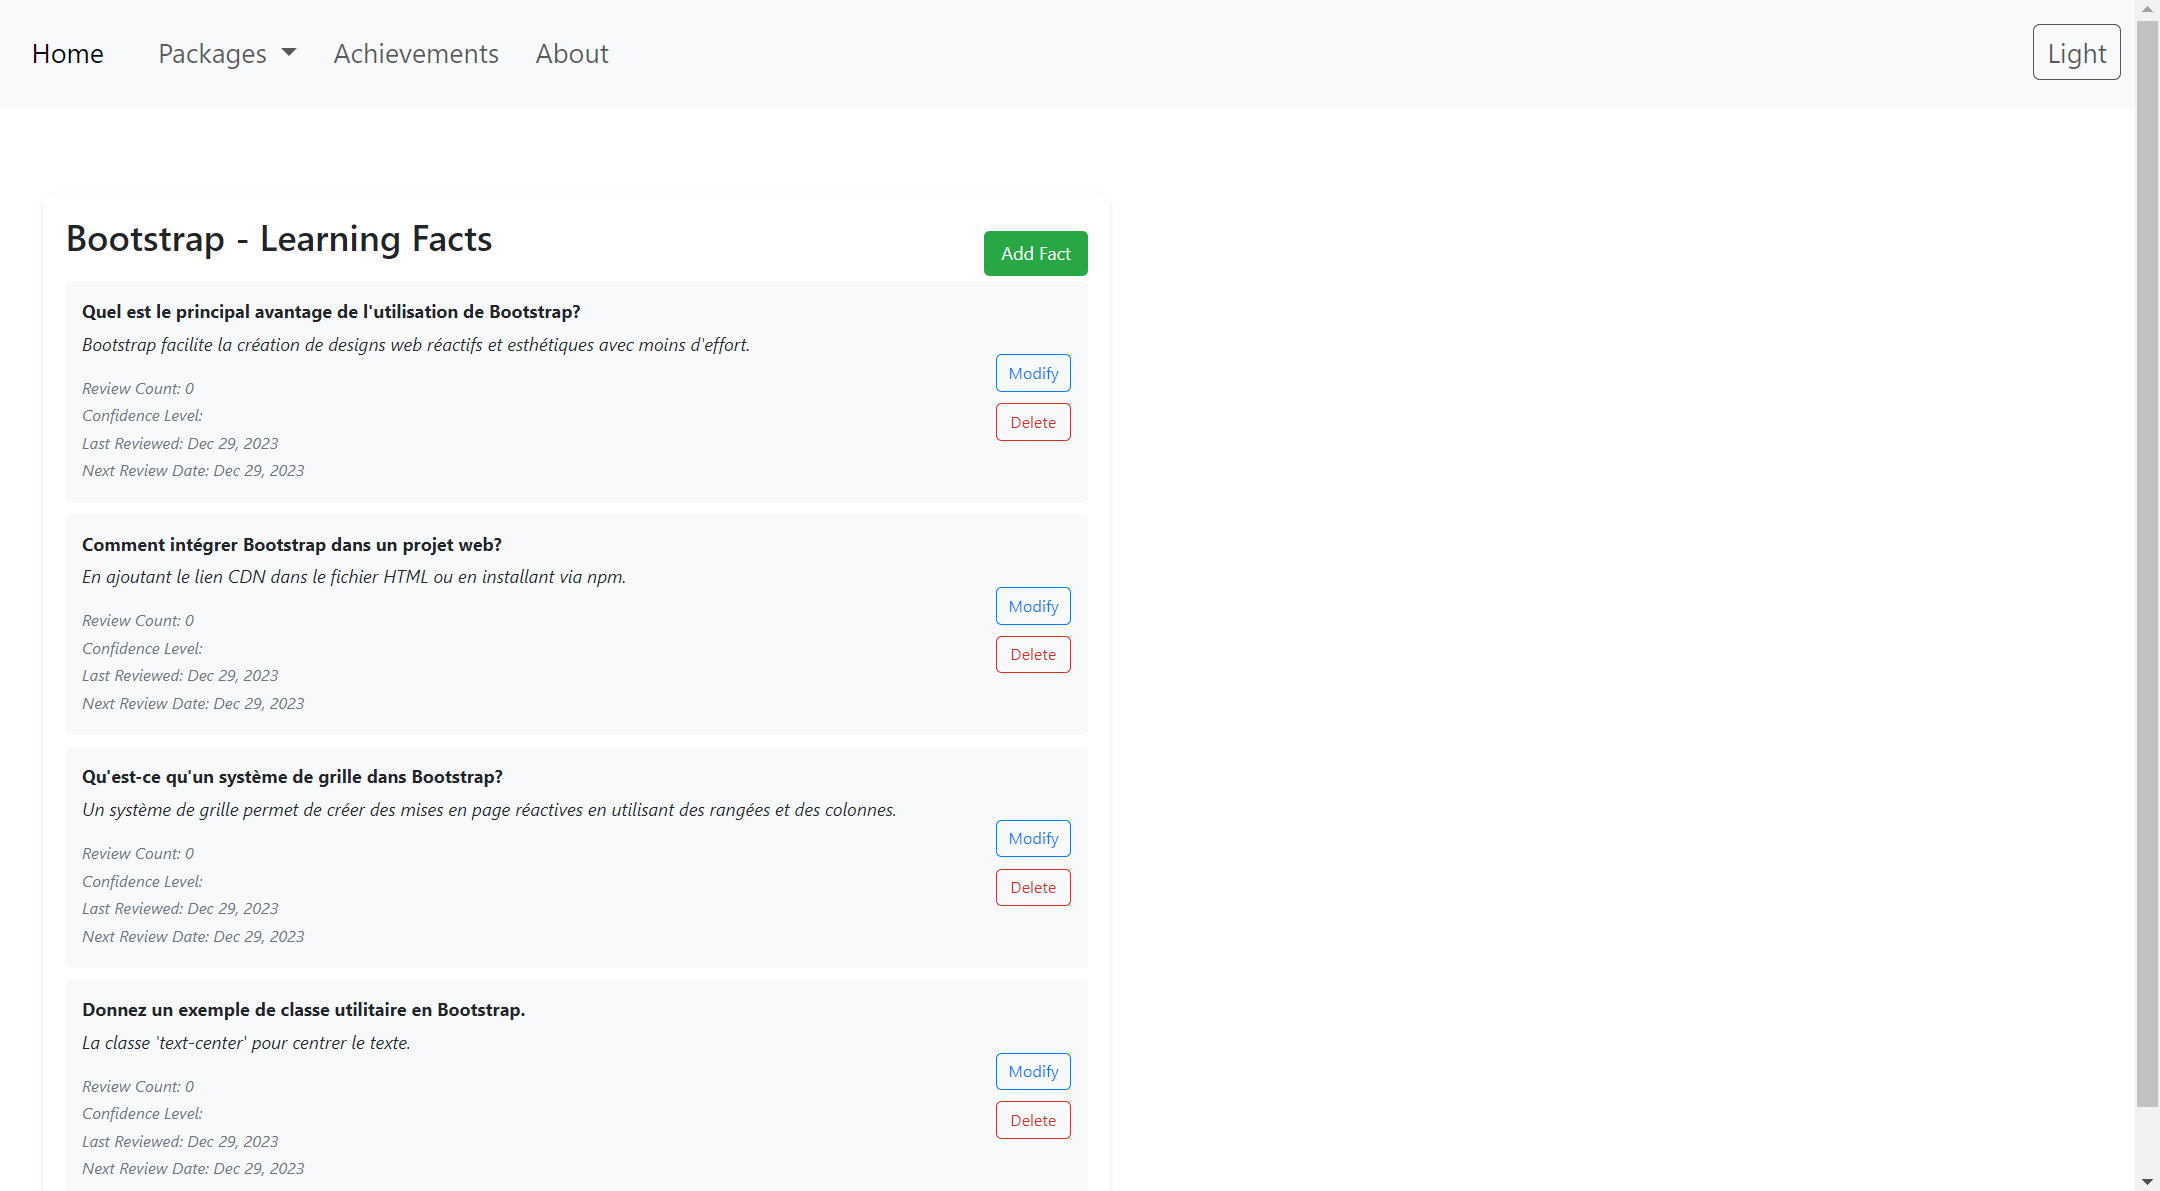 Home Packages Achievements About Light
Bootstrap - Learning Facts
Add Fact
Quel est le principal avantage de l'utilisation de Bootstrap?
Bootstrap facilite la création de designs web réactifs et esthétiques avec moins d'effort.
Modify
Review Count: 0
Confidence Level:
Delete
Last Reviewed: Dec 29, 2023
Next Review Date: Dec 29, 2023
Comment intégrer Bootstrap dans un projet web?
En ajoutant le lien CDN dans le fichier HTML ou en installant via npm.
Modify
Review Count: 0
Confidence Level:
Delete
Last Reviewed: Dec 29, 2023
Next Review Date: Dec 29, 2023
Qu'est-ce qu'un système de grille dans Bootstrap?
Un système de grille permet de créer des mises en page réactives en utilisant des rangées et des colonnes.
Modify
Review Count: 0
Confidence Level:
Delete
Last Reviewed: Dec 29, 2023
Next Review Date: Dec 29, 2023
Donnez un exemple de classe utilitaire en Bootstrap.
La classe 'text-center' pour centrer le texte.
Modify
Review Count: 0
Confidence Level:
Delete
Last Reviewed: Dec 29, 2023
Next Review Date: Dec 29, 2023